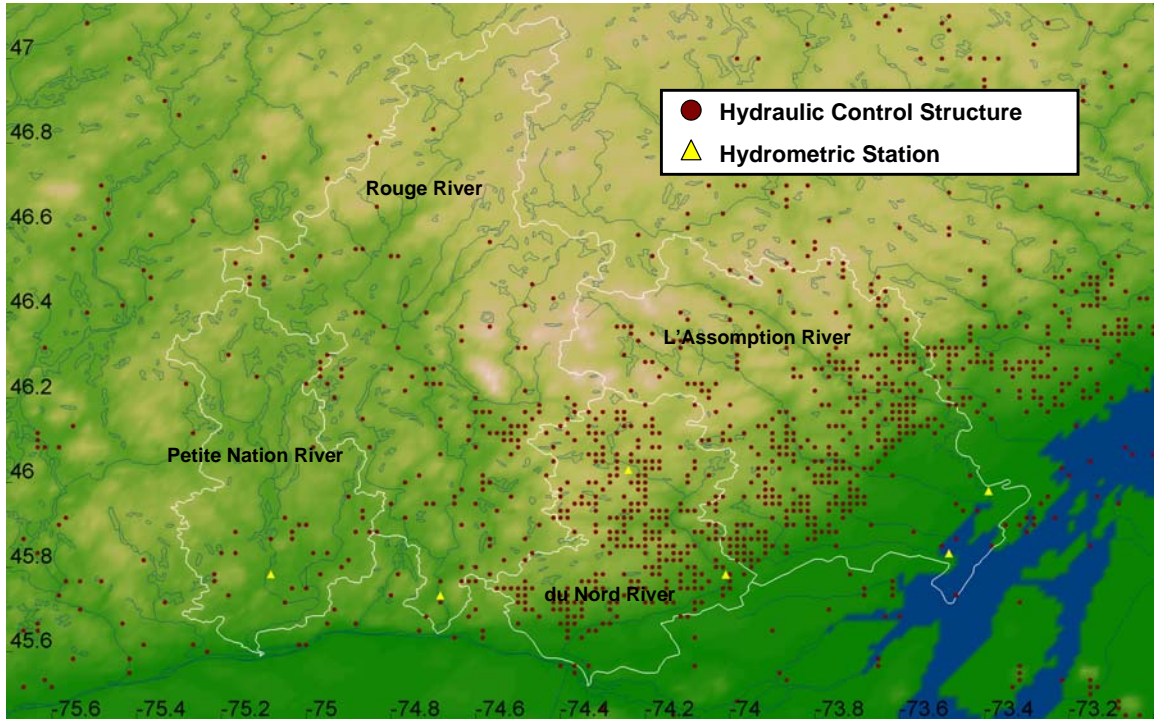 47
46.8
46.6
46.4
46.2
46
45.8
45.6
Hydraulic Control Structure
Hydrometric Station
Rouge River
L'Assomption River
Petite Nation River
du Nord River
-75.6 -75.4 -75.2 -75 -74.8 -74.6 -74.4 -74.2 -74 -73.8 -73.6 -73.4 -73.2